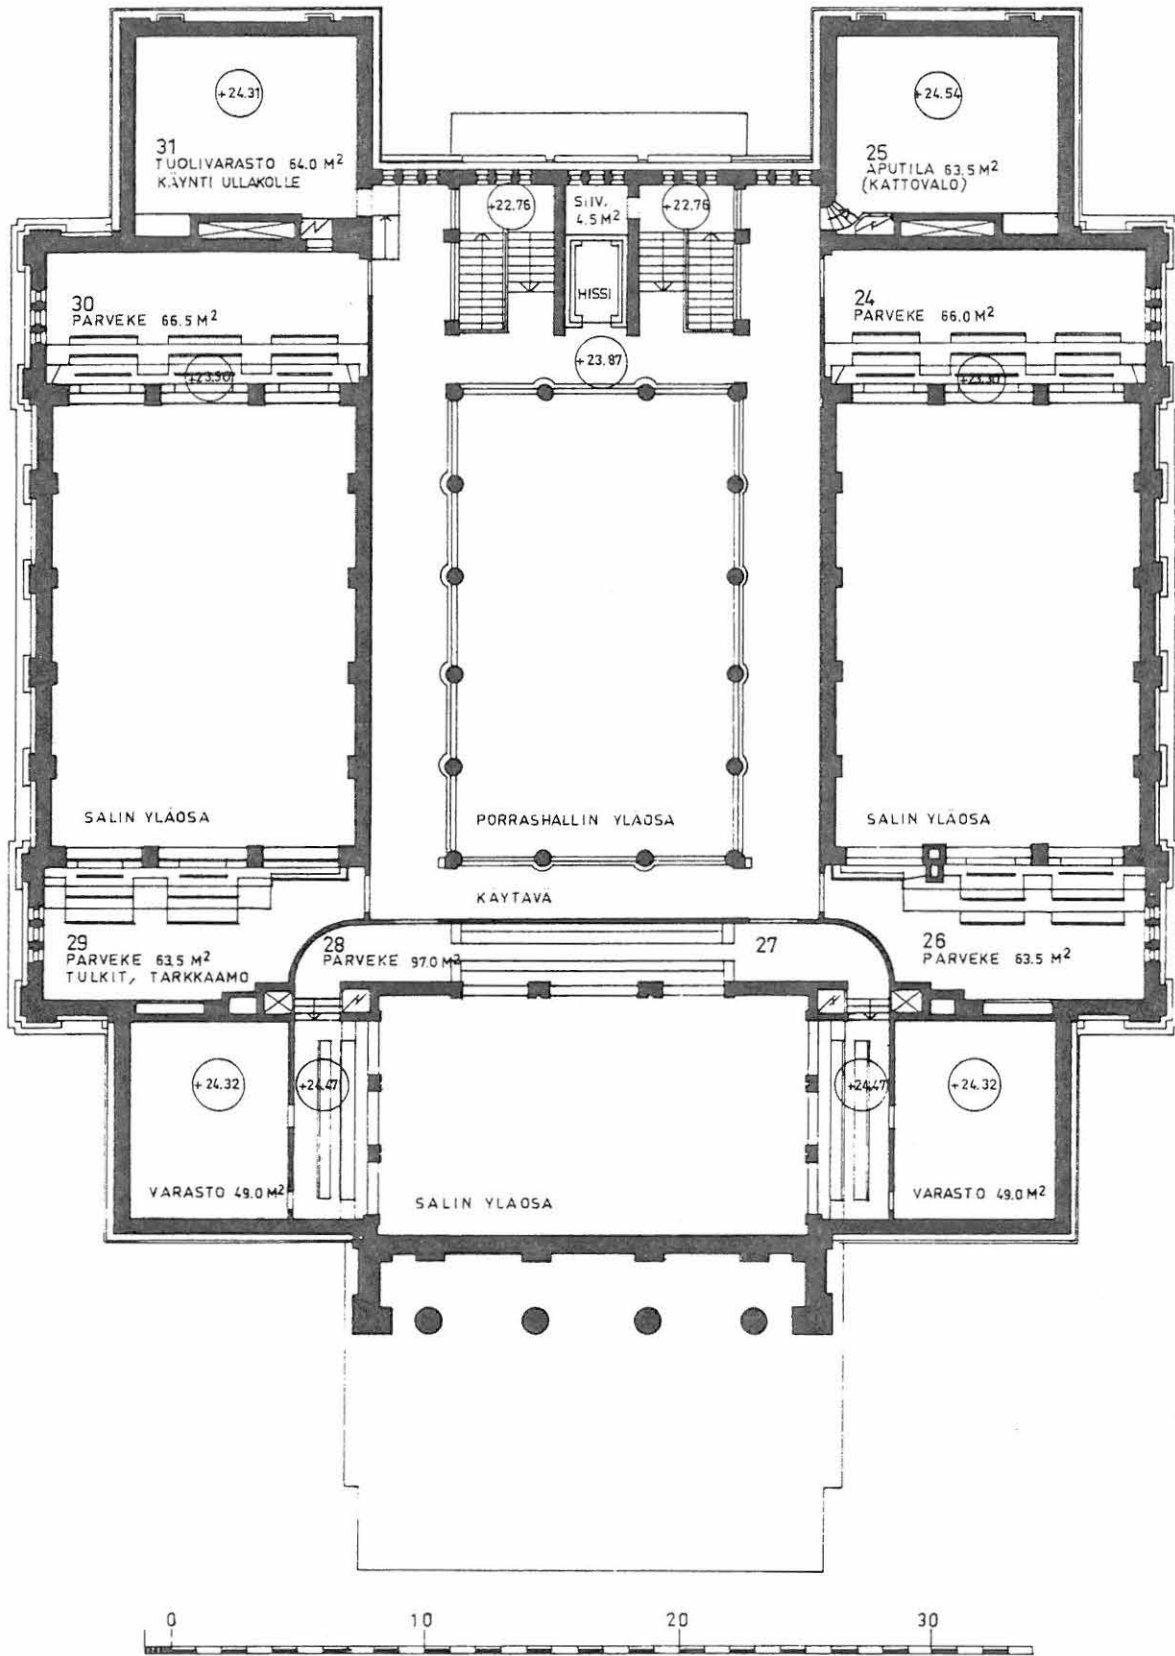 +24.31
31
TUOLIVARASTO 64.0 M²
KÄYNTI ULLAKOLLE
+24.54
25
APUTILA 63.5 M²
(KATTOVALO)
+22.76
SIIV.
4.5 M²
+22.76
HISSI
30
PARVEKE 66.5 M²
24
PARVEKE 66.0 M²
+23.87
+23.30
SALIN YLÄOSA
PORRASHALLIN YLÄOSA
SALIN YLÄOSA
KÄYTÄVÄ
29
PARVEKE 63.5 M²
TULKIT, TARKKAAMO
28
PARVEKE 97.0 M²
27
26
PARVEKE 63.5 M²
+24.32
+24.47
+24.47
+24.32
VARASTO 49.0 M²
SALIN YLÄOSA
VARASTO 49.0 M²
0 10 20 30